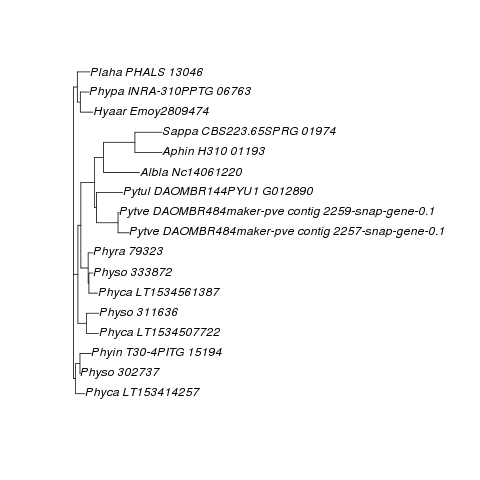 Plaha PHALS 13046
Phypa INRA-310PPTG 06763
Hyaar Emoy2809474
Sappa CBS223.65SPRG 01974
Aphin H310 01193
Albla Nc14061220
Pytul DAOMBR144PYU1 G012890
Pytve DAOMBR484maker-pve contig 2259-snap-gene-0.1
Pytve DAOMBR484maker-pve contig 2257-snap-gene-0.1
Phyra 79323
Physo 333872
Phyca LT1534561387
Physo 311636
Phyca LT1534507722
Phyin T30-4PITG 15194
Physo 302737
Phyca LT153414257